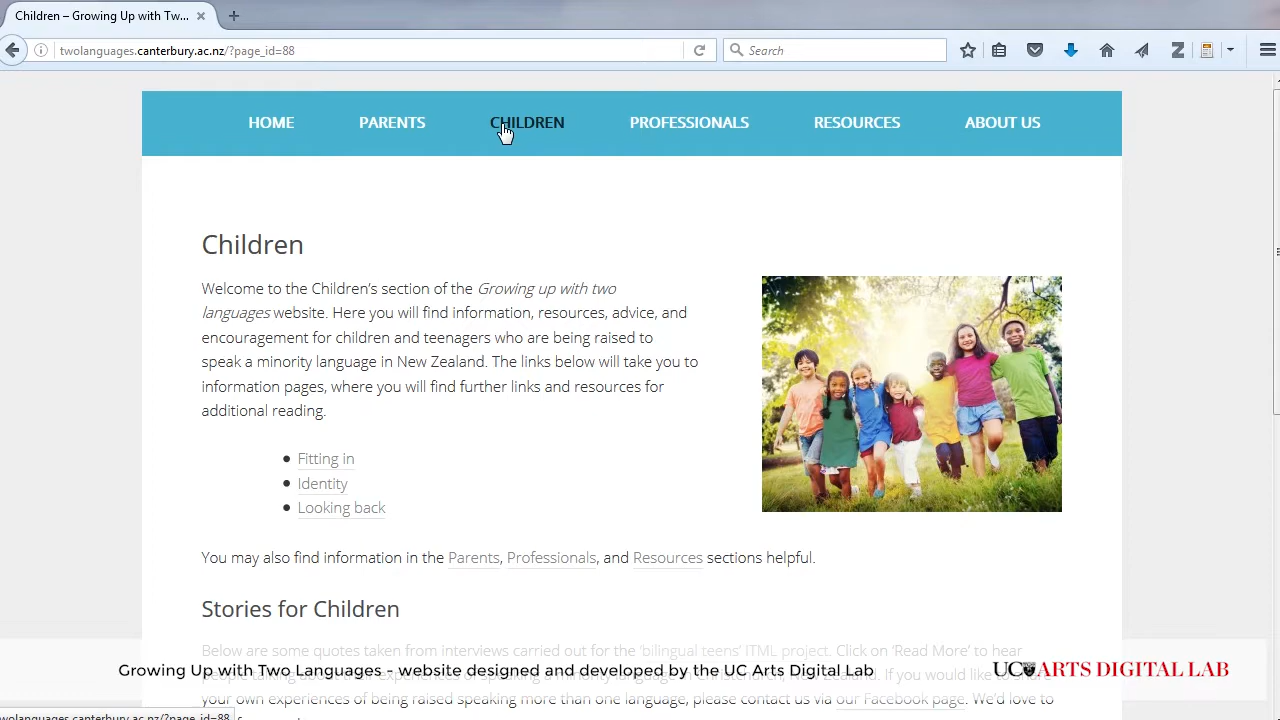 Children – Growing Up with Two...
twolanguages.canterbury.ac.nz/?page_id=88
Search
HOME PARENTS CHILDREN PROFESSIONALS RESOURCES ABOUT US
Children
Welcome to the Children's section of the Growing up with two
languages website. Here you will find information, resources, advice, and
encouragement for children and teenagers who are being raised to
speak a minority language in New Zealand. The links below will take you to
information pages, where you will find further links and resources for
additional reading.
Fitting in
Identity
Looking back
You may also find information in the Parents, Professionals, and Resources sections helpful.
Stories for Children
Below are some quotes taken from interviews carried out for the 'bilingual teens' ITML project. Click on 'Read More' to hear
Growing Up with Two Languages - website designed and developed by the UC Arts Digital Lab
UC ARTS DIGITAL LAB
your own experiences of being raised speaking more than one language, please contact us via our Facebook page. We'd love to
twolanguages.canterbury.ac.nz/?page_id=88